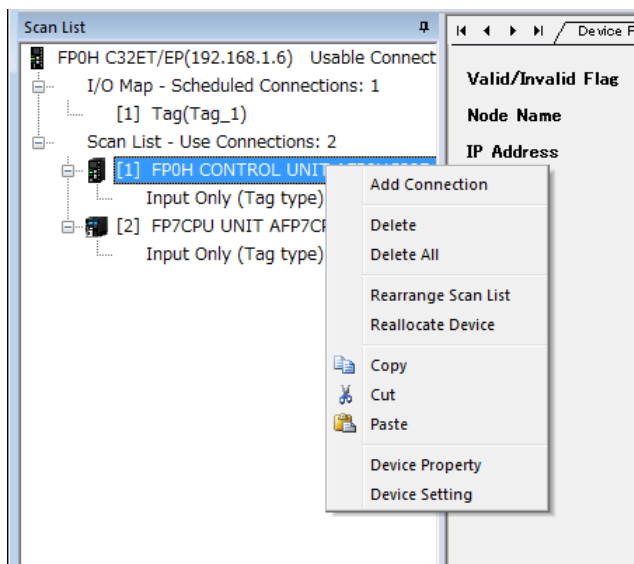 Scan List
Device F
FP0H C32ET/EP(192.168.1.6) Usable Connect
I/O Map - Scheduled Connections: 1
[1] Tag(Tag_1)
Scan List - Use Connections: 2
[1] FP0H CONTROL UNIT
Input Only (Tag type)
[2] FP7CPU UNIT AFP7CP
Input Only (Tag type)
Valid/Invalid Flag
Node Name
IP Address
Add Connection
Delete
Delete All
Rearrange Scan List
Reallocate Device
Copy
Cut
Paste
Device Property
Device Setting